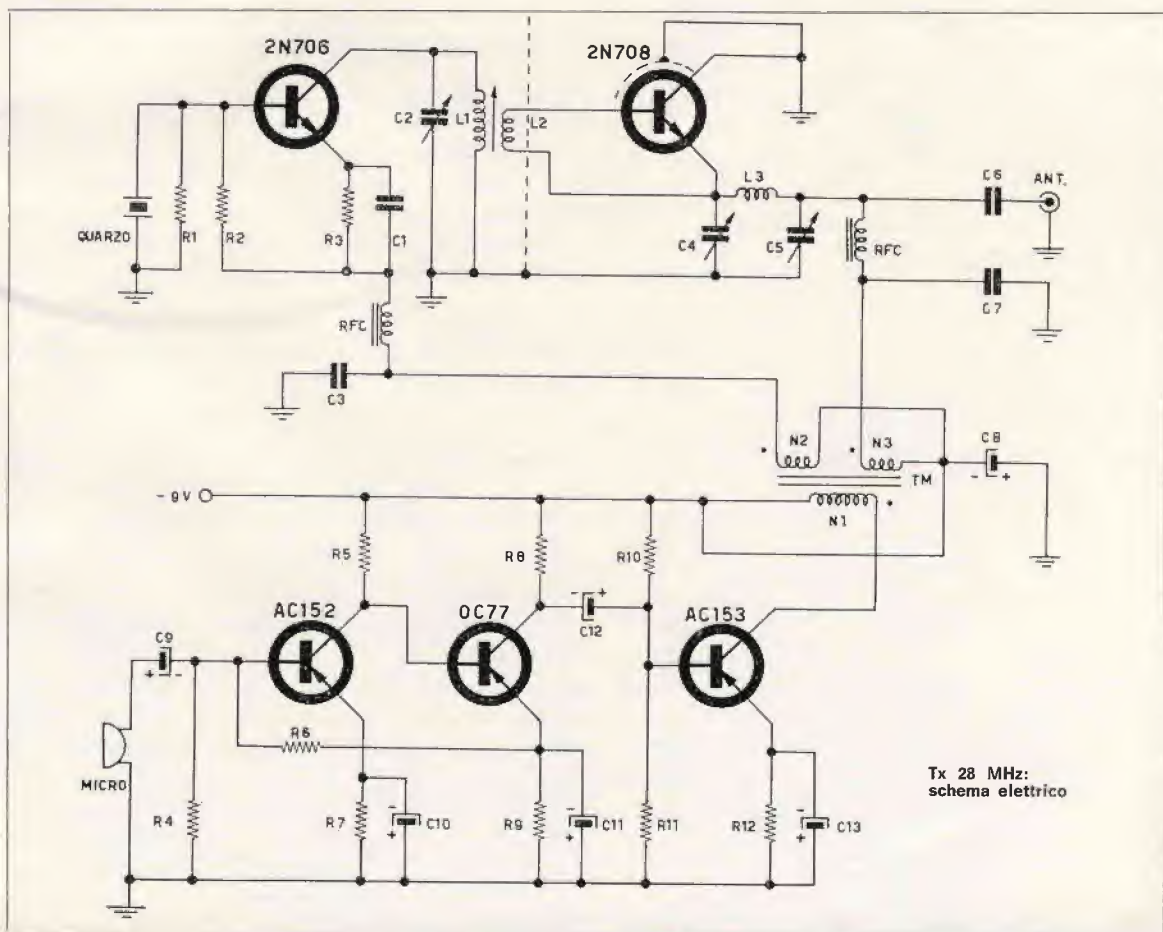 2N706
2N708
C2
L1
L2
L3
C6
ANT.
QUARZO
R1
R2
R3
C1
C4
C5
RFC
C7
RFC
C3
N2
N3
C8
- +
TM
N1
- 9V
R5
R8
R10
AC152
OC77
AC153
- +
C12
C9
+ -
R6
MICRO
R4
R7
-
+
C10
R9
-
+
C11
R11
R12
-
+
C13
Tx 28 MHz:
schema elettrico